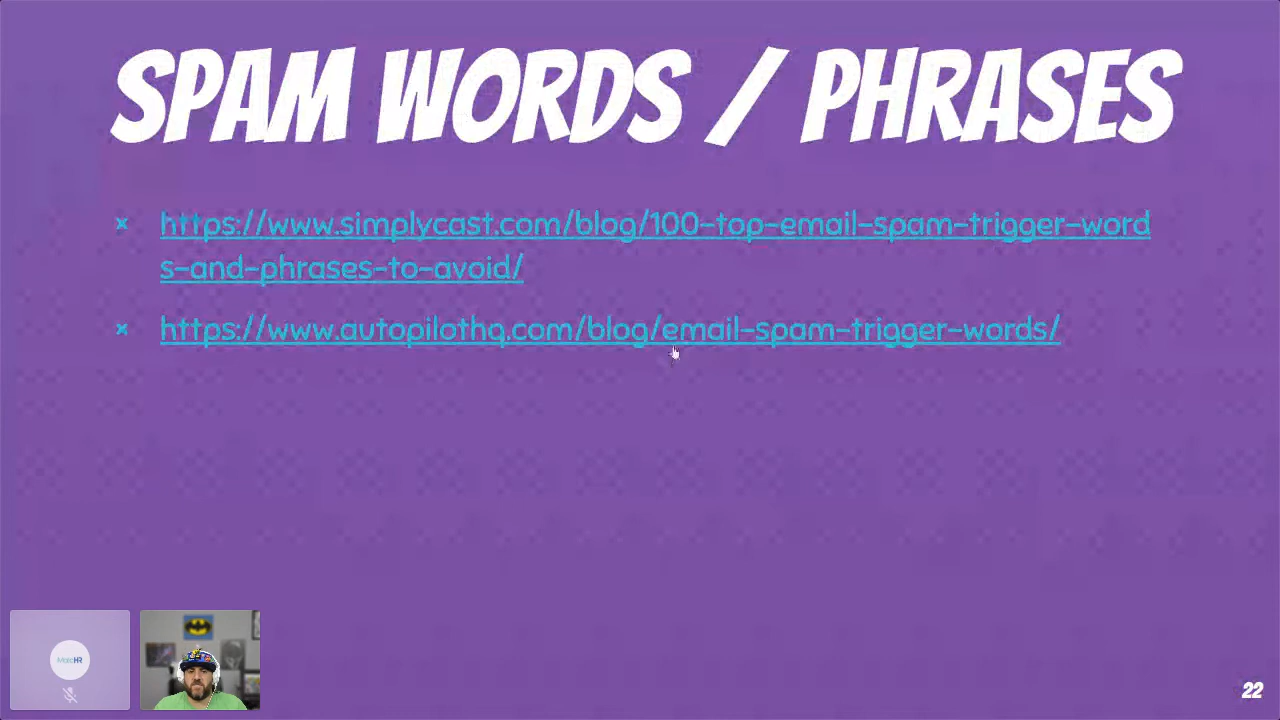 SPAM WORDS / PHRASES
× https://www.simplycast.com/blog/100-top-email-spam-trigger-word
s-and-phrases-to-avoid/
× https://www.autopilothq.com/blog/email-spam-trigger-words/
MoreHR
22